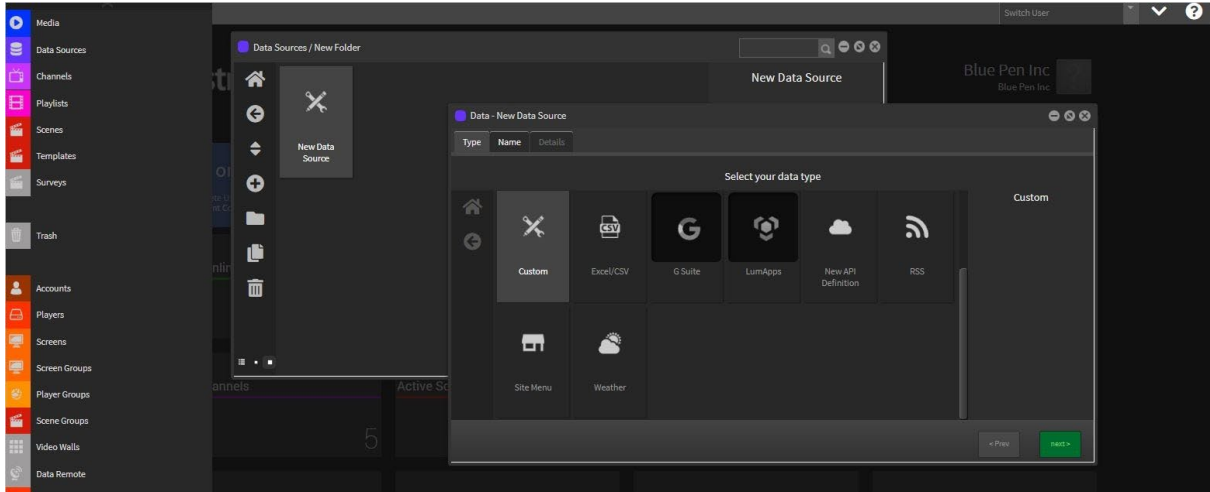 Switch User
?
Media
Data Sources
Channels
Playlists
Scenes
Templates
Surveys
Trash
Accounts
Players
Screens
Screen Groups
Player Groups
Scene Groups
Video Walls
Data Remote
Blue Pen Inc
Blue Pen Inc
annels
5
Data Sources / New Folder
New Data Source
New Data
Source
Data - New Data Source
Type Name Details
Select your data type
Custom
Custom
CSV
Excel/CSV
G
G Suite
LumApps
New API
Definition
RSS
Site Menu
Weather
< Prev
next >